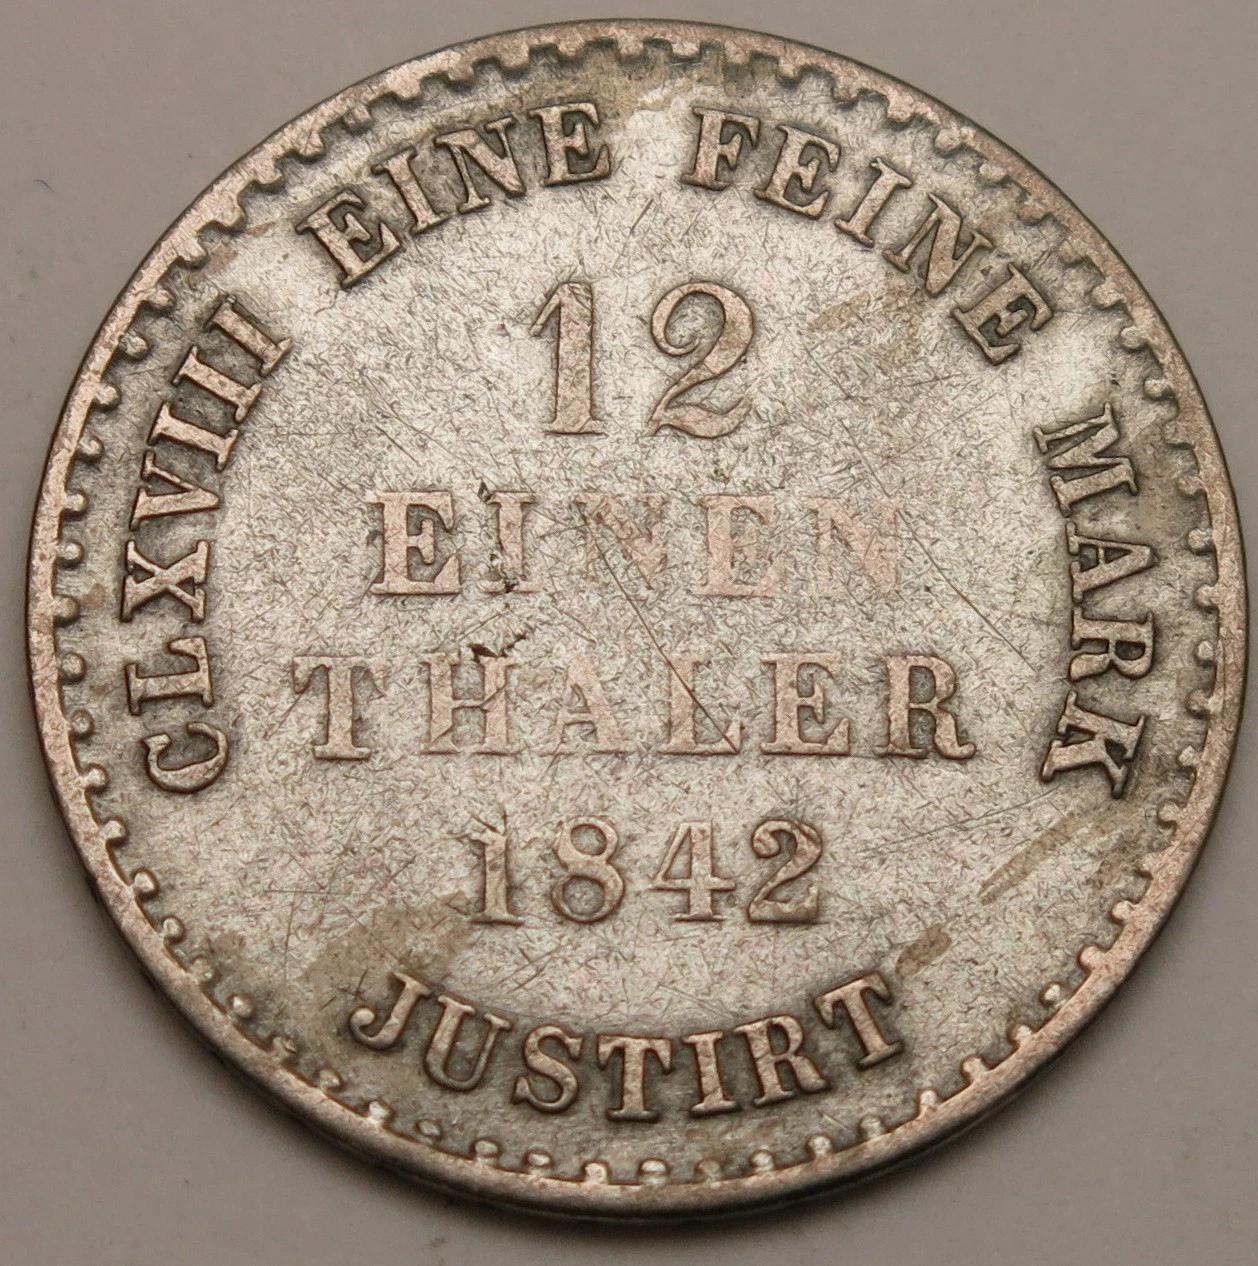 CLXVIII EINE FEINE MARK
12
EINEN
THALER
1842
JUSTIRT